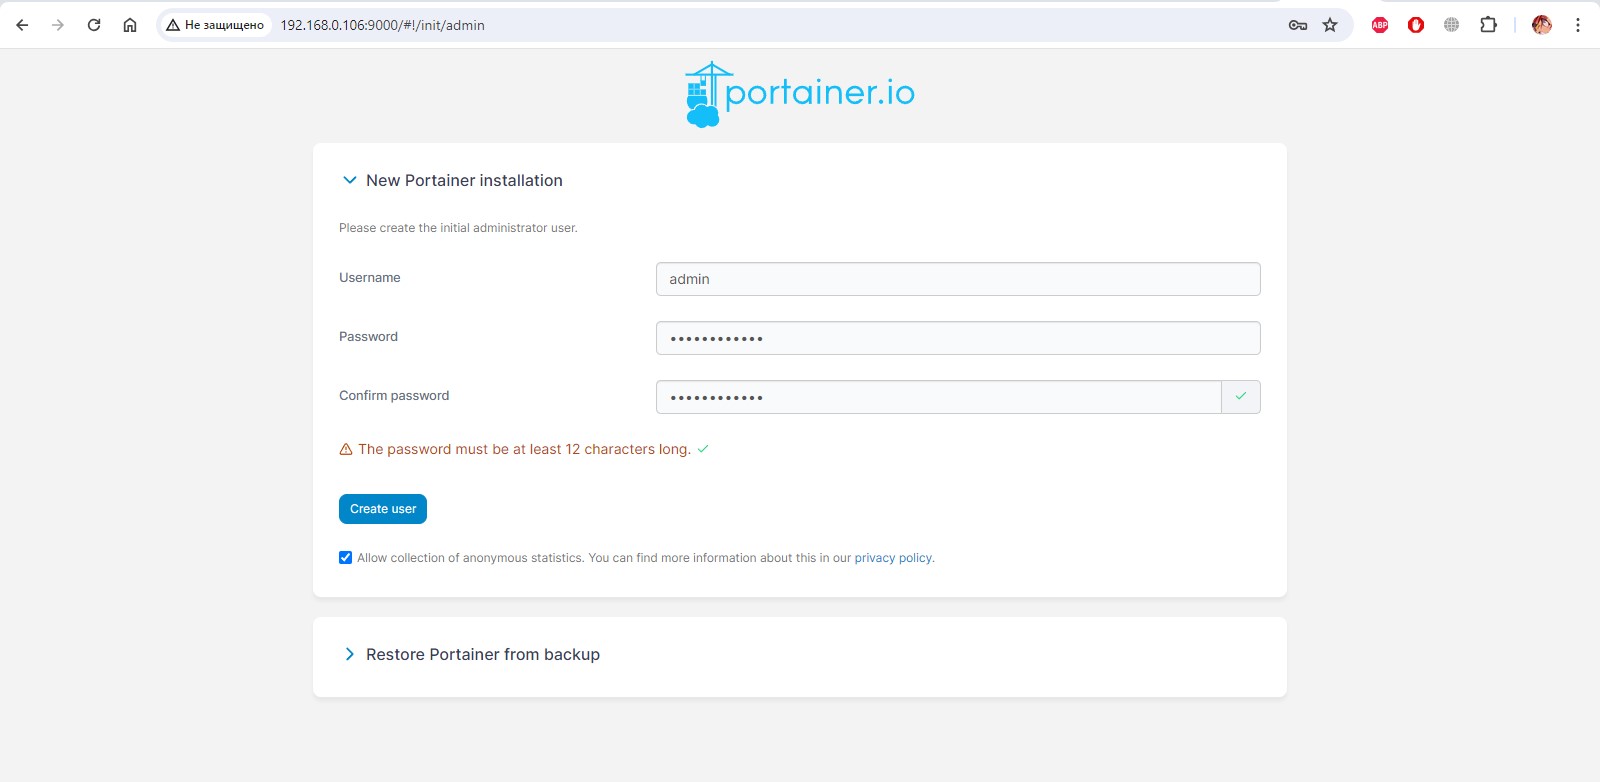 Не защищено 192.168.0.106:9000/#!/init/admin ABP
portainer.io
New Portainer installation
Please create the initial administrator user.
Username admin
Password ••••••••••••
Confirm password ••••••••••••
The password must be at least 12 characters long.
Create user
Allow collection of anonymous statistics. You can find more information about this in our privacy policy.
Restore Portainer from backup